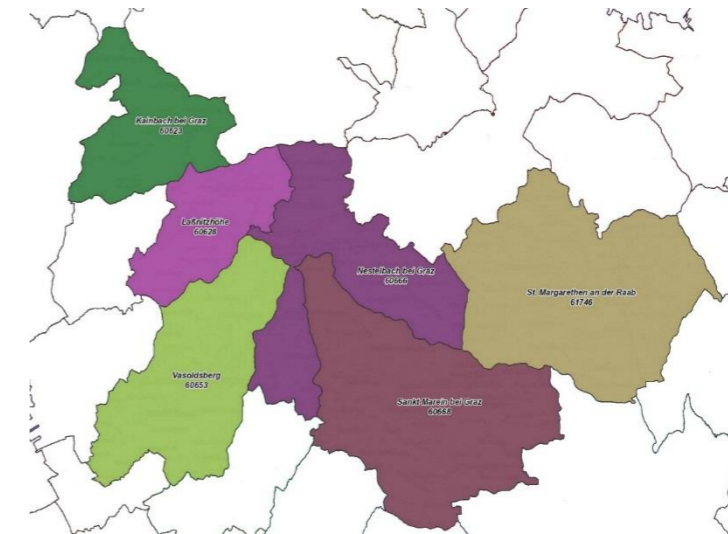 Kainbach bei Graz
60623
Laßnitzhöhe
60628
Nestelbach bei Graz
60666
St. Margarethen an der Raab
61746
Vasoldsberg
60653
Sankt Marein bei Graz
60668